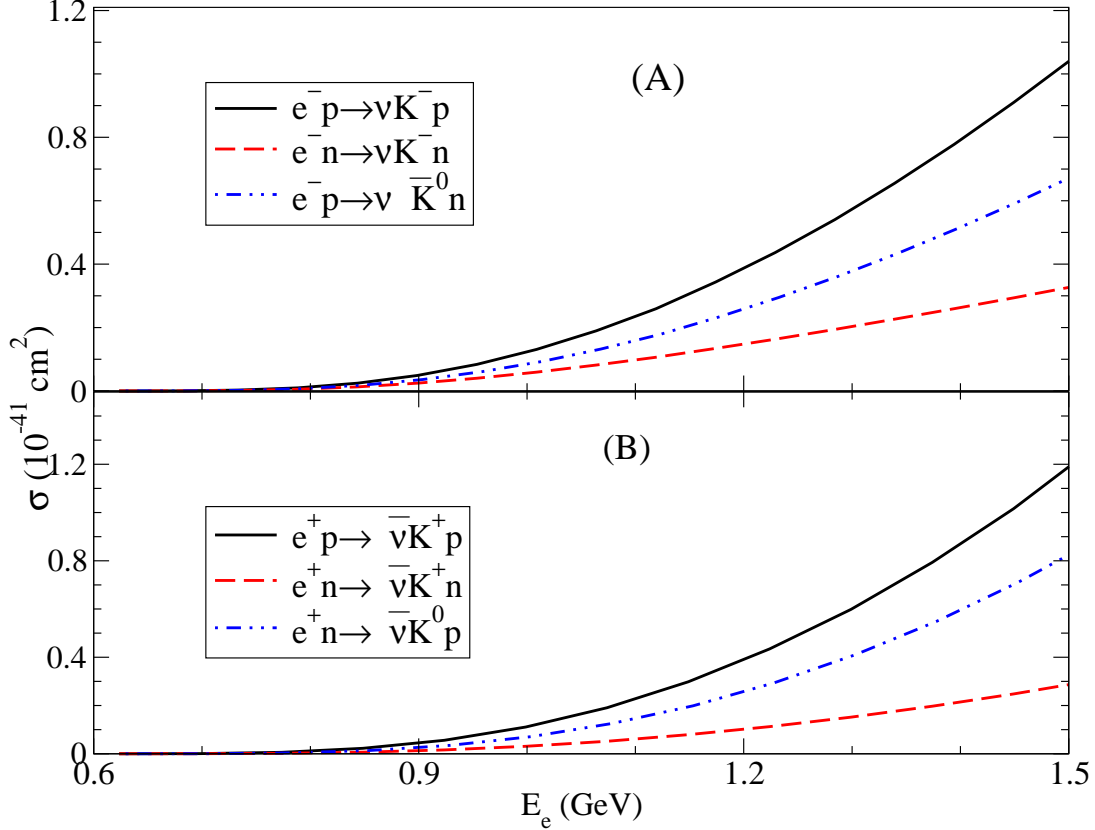 1.2
(A)
e⁻p→νK⁻p
e⁻n→νK⁻n
e⁻p→ν K̅⁰n
0.8
0.4
0
σ (10⁻⁴¹ cm²)
(B)
1.2
e⁺p→ ν̅K⁺p
e⁺n→ ν̅K⁺n
e⁺n→ ν̅K⁰p
0.8
0.4
0
0.6 0.9 1.2 1.5
E_e (GeV)